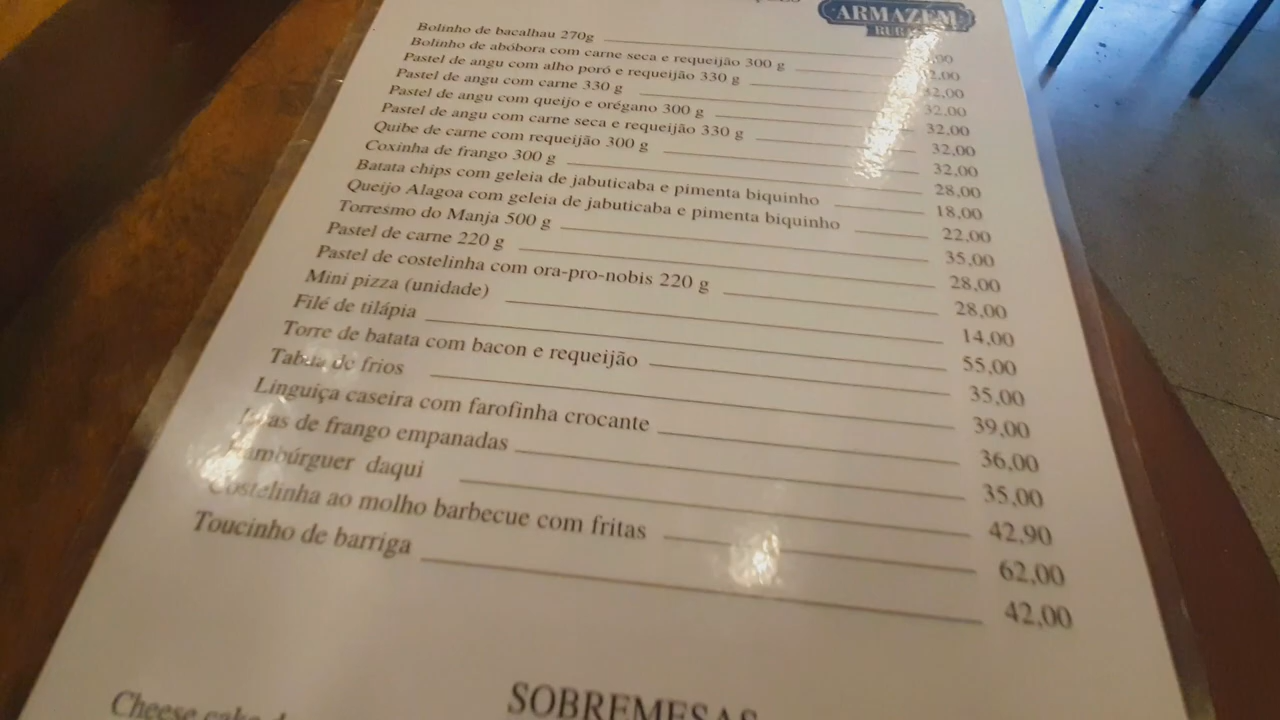 ARMAZÉM
Bolinho de bacalhau 270g
Bolinho de abóbora com carne seca e requeijão 300 g
Pastel de angu com alho poró e requeijão 330 g 32,00
Pastel de angu com carne 330 g 32,00
Pastel de angu com queijo e orégano 300 g 32,00
Pastel de angu com carne seca e requeijão 330 g 32,00
Quibe de carne com requeijão 300 g 32,00
Coxinha de frango 300 g 28,00
Batata chips com geleia de jabuticaba e pimenta biquinho 18,00
Queijo Alagoa com geleia de jabuticaba e pimenta biquinho 22,00
Torresmo do Manja 500 g 35,00
Pastel de carne 220 g 28,00
Pastel de costelinha com ora-pro-nobis 220 g 28,00
Mini pizza (unidade) 14,00
Filé de tilápia 55,00
Torre de batata com bacon e requeijão 35,00
Tábua de frios 39,00
Linguiça caseira com farofinha crocante 36,00
Iscas de frango empanadas 35,00
Hambúrguer daqui 42,90
Costelinha ao molho barbecue com fritas 62,00
Toucinho de barriga 42,00
SOBREMESAS
Cheese cake